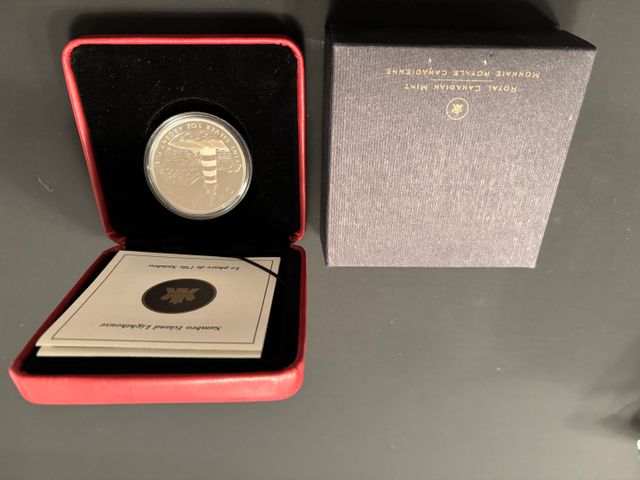 Sambro Island Lighthouse
Le phare de l'île Sambro
ROYAL CANADIAN MINT
MONNAIE ROYALE CANADIENNE